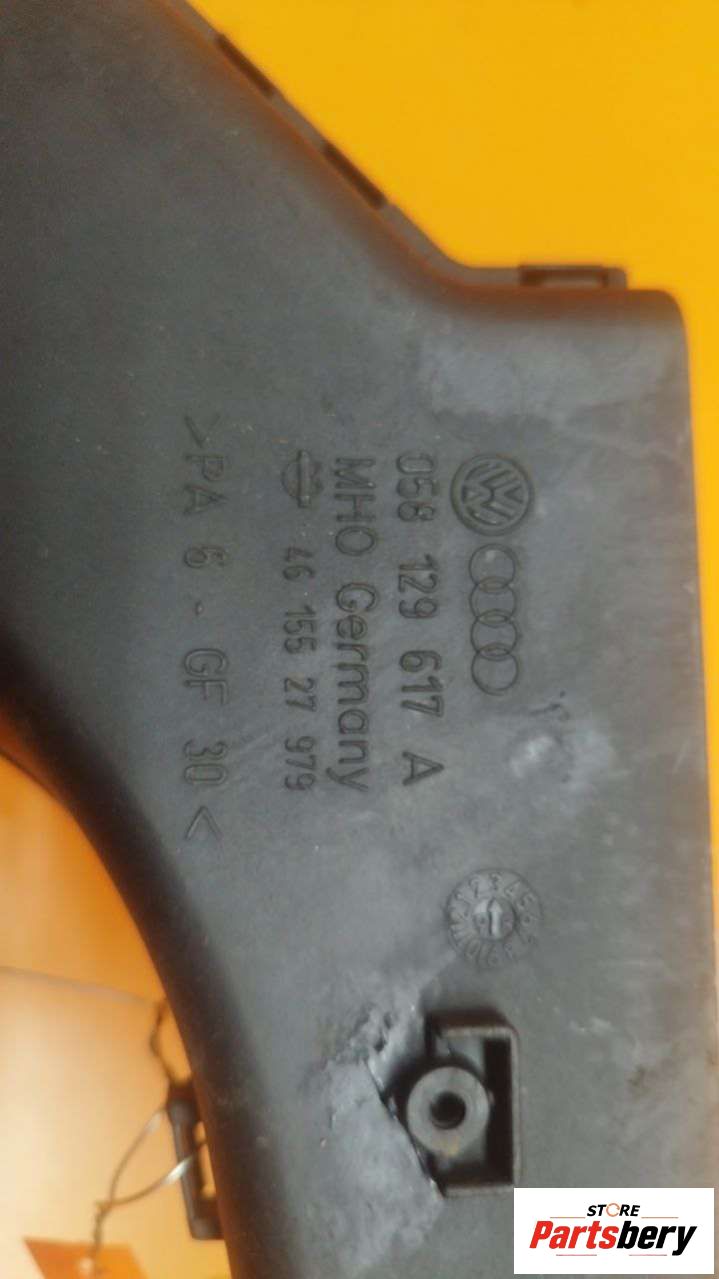 058 129 617 A
MHO Germany
46 155 27 979
>PA 6 - GF 30<
STORE
Partsbery